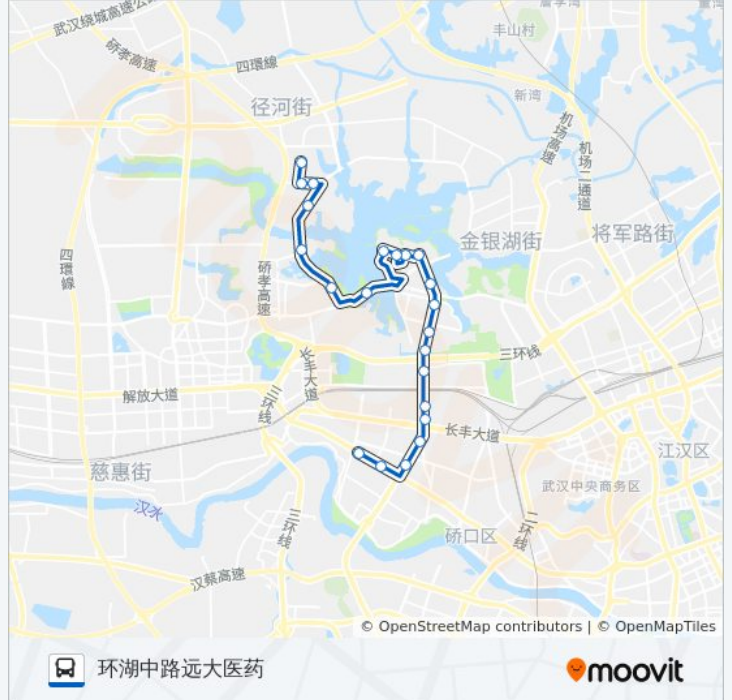 武汉绕城高速公
硚孝高速
四環線
径河街
丰山村
新湾
机场高速
机场二通道
将军路街
金银湖街
四環線
硚孝高速
三环线
长丰大道
解放大道
三环线
长丰大道
江汉区
慈惠街
武汉中央商务区
汉水
三环线
硚口区
二环线
汉蔡高速
© OpenStreetMap contributors | © OpenMapTiles
环湖中路远大医药
moovit